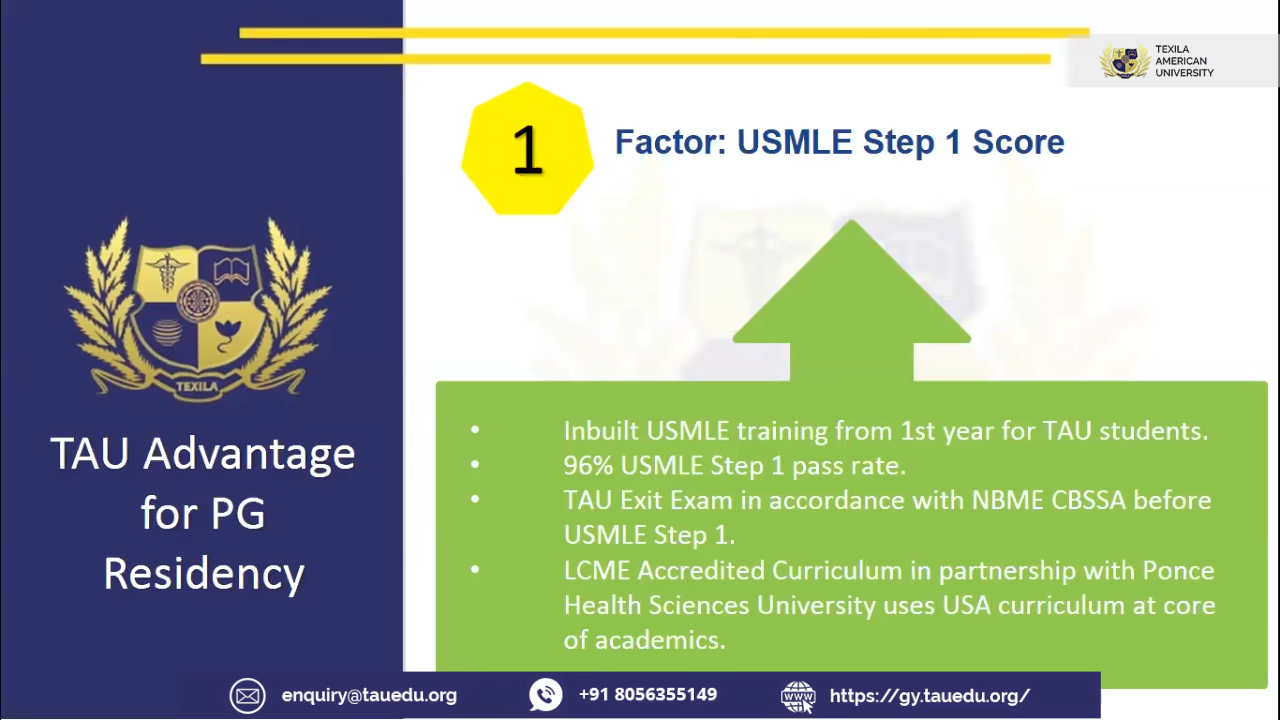 TEXILA
AMERICAN
UNIVERSITY
1
Factor: USMLE Step 1 Score
TEXILA
TAU Advantage
for PG
Residency
• Inbuilt USMLE training from 1st year for TAU students.
• 96% USMLE Step 1 pass rate.
• TAU Exit Exam in accordance with NBME CBSSA before
USMLE Step 1.
• LCME Accredited Curriculum in partnership with Ponce
Health Sciences University uses USA curriculum at core
of academics.
enquiry@tauedu.org
+91 8056355149
WWW
https://gy.tauedu.org/